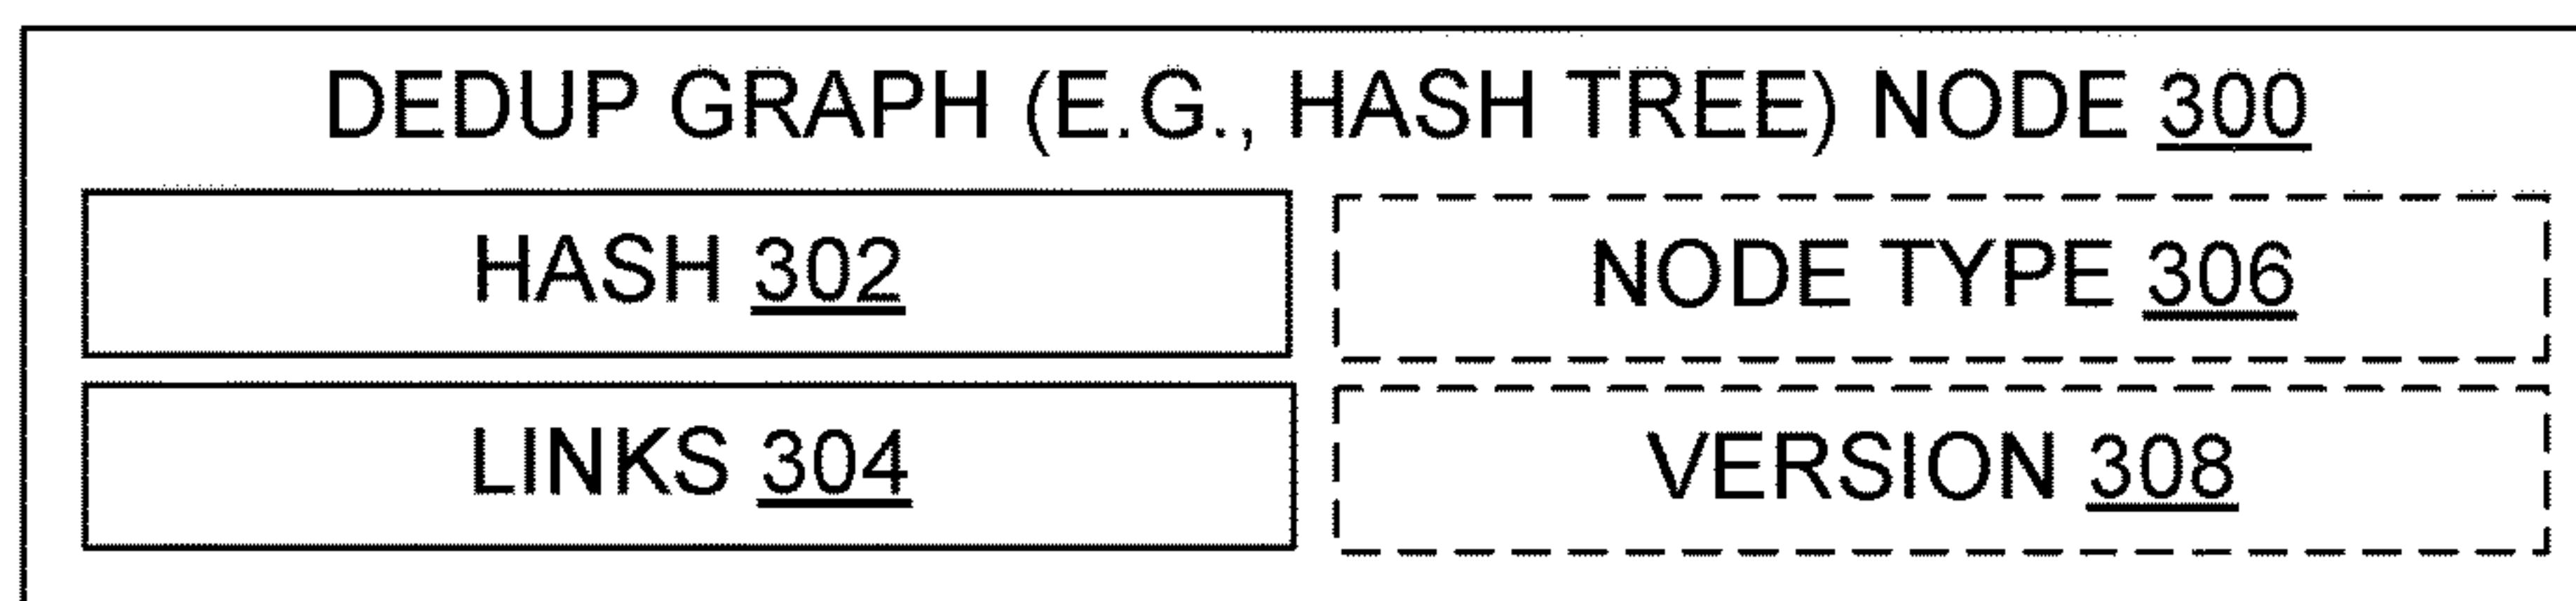 DEDUP GRAPH (E.G., HASH TREE) NODE 300
HASH 302
NODE TYPE 306
LINKS 304
VERSION 308